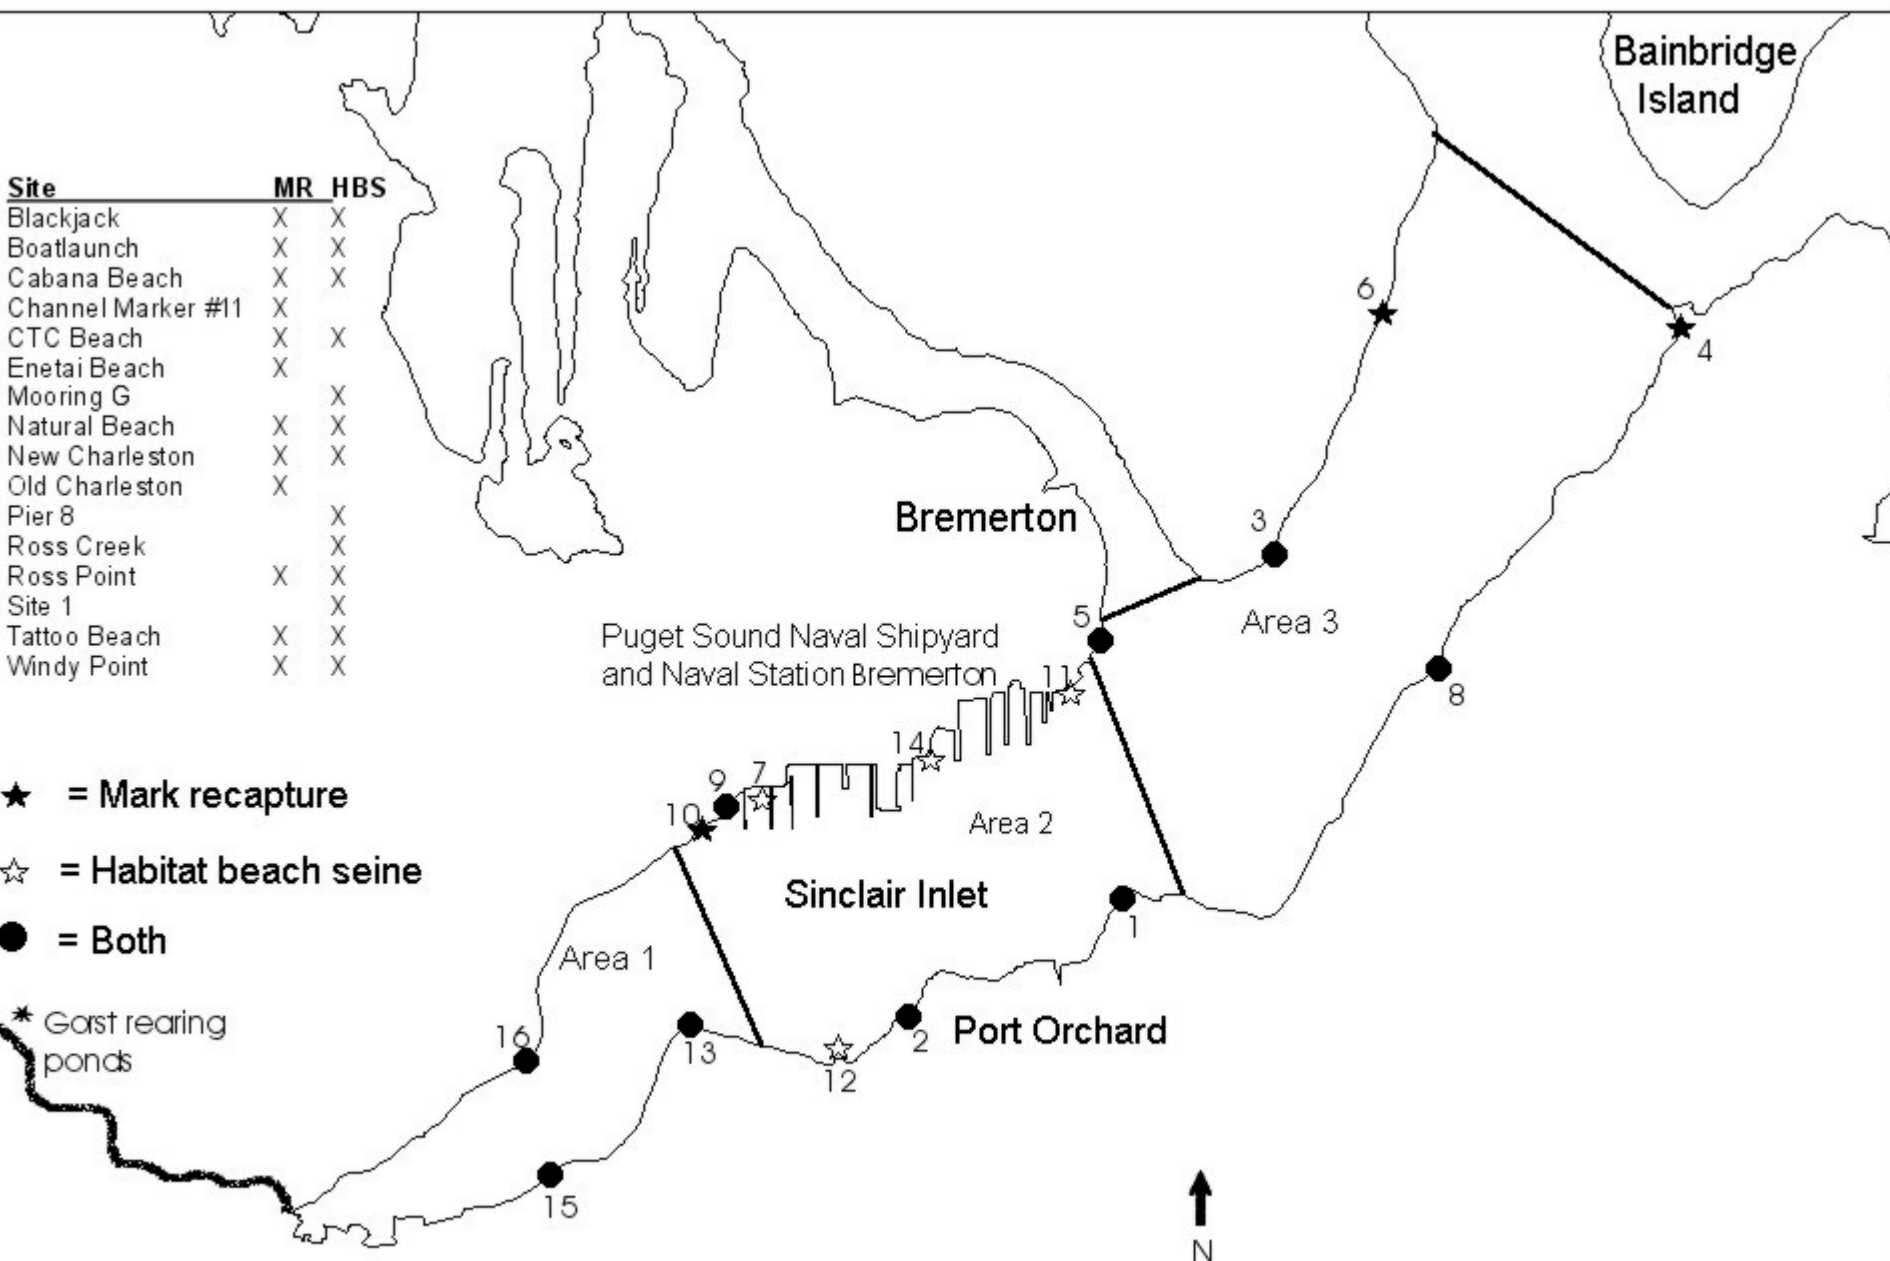 Bainbridge
Island
Site MR HBS
Blackjack X X
Boatlaunch X X
Cabana Beach X X
Channel Marker #11 X
CTC Beach X X
Enetai Beach X
Mooring G X
Natural Beach X X
New Charleston X X
Old Charleston X
Pier 8 X
Ross Creek X
Ross Point X X
Site 1 X
Tattoo Beach X X
Windy Point X X
6
4
Bremerton
3
5
Area 3
Puget Sound Naval Shipyard
and Naval Station Bremerton
11
8
14
9
7
10
Area 2
= Mark recapture
= Habitat beach seine
= Both
Sinclair Inlet
1
Area 1
Gorst rearing
ponds
16
13
12
2
Port Orchard
15
N